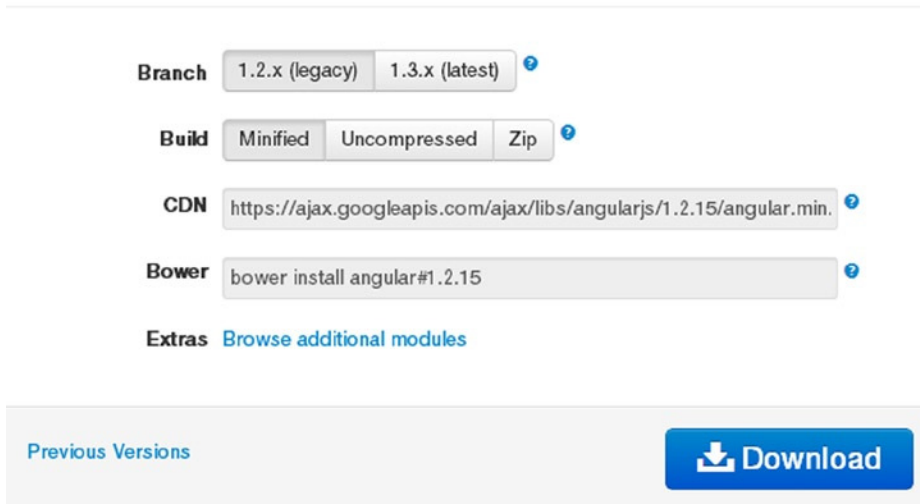 Branch 1.2.x (legacy) 1.3.x (latest) ?
Build Minified Uncompressed Zip ?
CDN https://ajax.googleapis.com/ajax/libs/angularjs/1.2.15/angular.min. ?
Bower bower install angular#1.2.15 ?
Extras Browse additional modules
Previous Versions Download